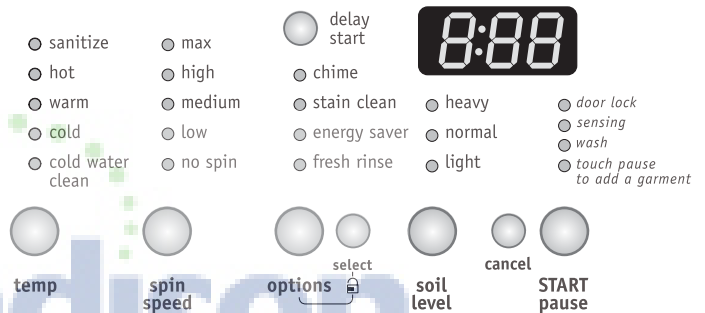 delay
start
8:88
sanitize
hot
warm
cold
cold water
clean
max
high
medium
low
no spin
chime
stain clean
energy saver
fresh rinse
heavy
normal
light
door lock
sensing
wash
touch pause
to add a garment
temp
spin
speed
options
select
soil
level
cancel
START
pause